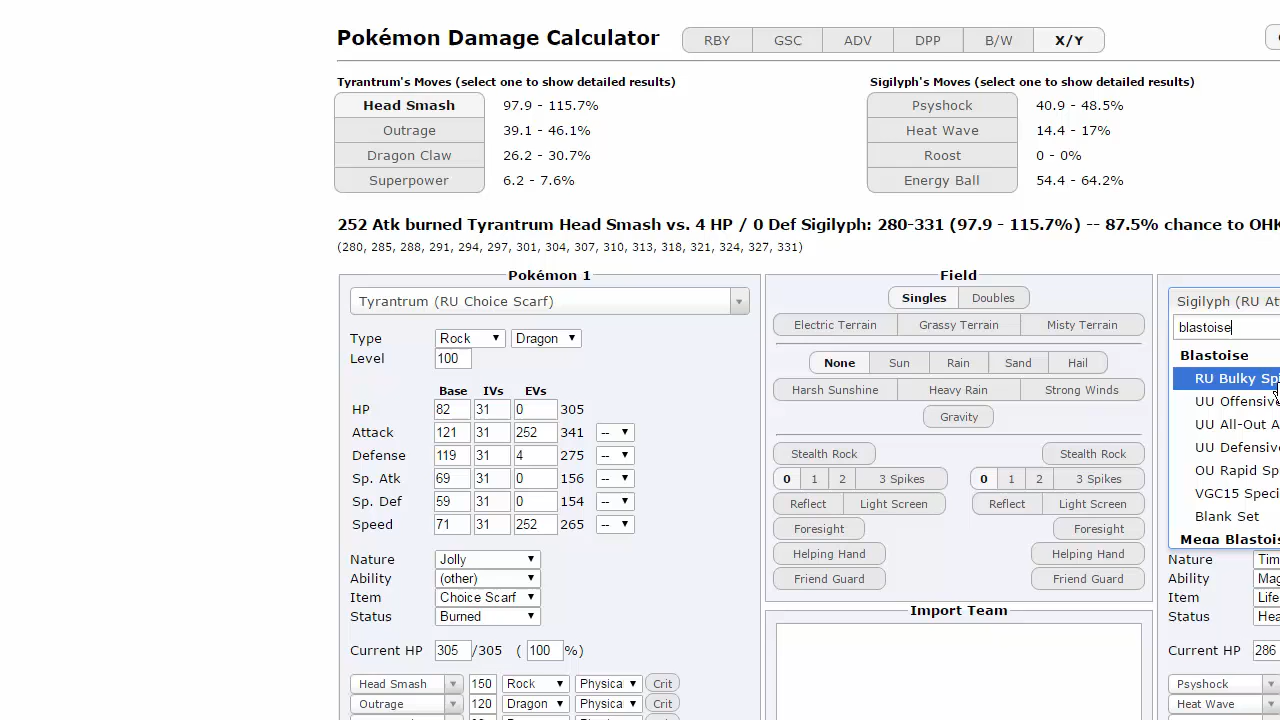 Pokémon Damage Calculator
RBY GSC ADV DPP B/W X/Y
Tyrantrum's Moves (select one to show detailed results)
Head Smash 97.9 - 115.7%
Outrage 39.1 - 46.1%
Dragon Claw 26.2 - 30.7%
Superpower 6.2 - 7.6%
Sigilyph's Moves (select one to show detailed results)
Psyshock 40.9 - 48.5%
Heat Wave 14.4 - 17%
Roost 0 - 0%
Energy Ball 54.4 - 64.2%
252 Atk burned Tyrantrum Head Smash vs. 4 HP / 0 Def Sigilyph: 280-331 (97.9 - 115.7%) -- 87.5% chance to OHK
(280, 285, 288, 291, 294, 297, 301, 304, 307, 310, 313, 318, 321, 324, 327, 331)
Pokémon 1
Tyrantrum (RU Choice Scarf)
Type Rock Dragon
Level 100
Base IVs EVs
HP 82 31 0 305
Attack 121 31 252 341 --
Defense 119 31 4 275 --
Sp. Atk 69 31 0 156 --
Sp. Def 59 31 0 154 --
Speed 71 31 252 265 --
Nature Jolly
Ability (other)
Item Choice Scarf
Status Burned
Current HP 305 /305 ( 100 %)
Head Smash 150 Rock Physica Crit
Outrage 120 Dragon Physica Crit
Field
Singles Doubles
Electric Terrain Grassy Terrain Misty Terrain
None Sun Rain Sand Hail
Harsh Sunshine Heavy Rain Strong Winds
Gravity
Stealth Rock Stealth Rock
0 1 2 3 Spikes 0 1 2 3 Spikes
Reflect Light Screen Reflect Light Screen
Foresight Foresight
Helping Hand Helping Hand
Friend Guard Friend Guard
Import Team
Sigilyph (RU At
blastoise
Blastoise
RU Bulky Spi
UU Offensive
UU All-Out A
UU Defensive
OU Rapid Sp
VGC15 Speci
Blank Set
Mega Blastois
Nature Tim
Ability Mag
Item Life
Status Hea
Current HP 286
Psyshock
Heat Wave